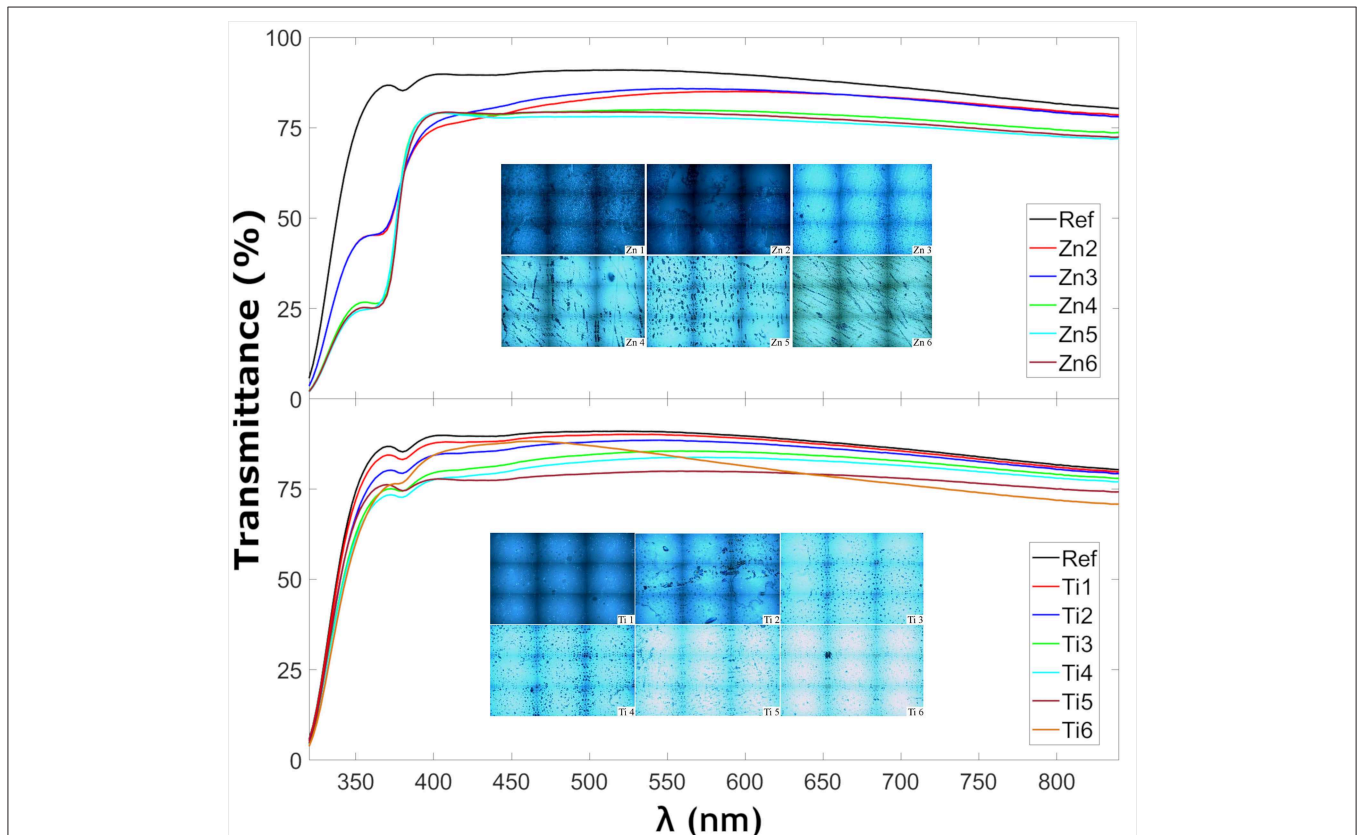 100
75
50
25
0
Transmittance (%)
Zn 1
Zn 2
Zn 3
Zn 4
Zn 5
Zn 6
Ref
Zn2
Zn3
Zn4
Zn5
Zn6
75
50
25
0
Ti 1
Ti 2
Ti 3
Ti 4
Ti 5
Ti 6
Ref
Ti1
Ti2
Ti3
Ti4
Ti5
Ti6
350 400 450 500 550 600 650 700 750 800
λ (nm)